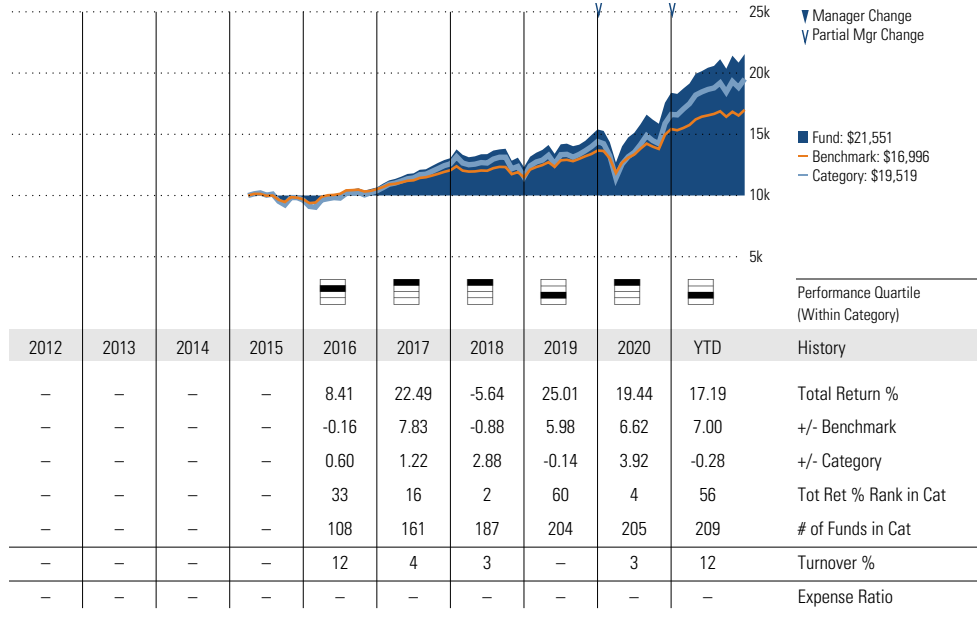 25k
▼ Manager Change
∨ Partial Mgr Change
20k
15k
Fund: $21,551
Benchmark: $16,996
Category: $19,519
10k
5k
Performance Quartile
(Within Category)
2012 2013 2014 2015 2016 2017 2018 2019 2020 YTD History
– – – – 8.41 22.49 -5.64 25.01 19.44 17.19 Total Return %
– – – – -0.16 7.83 -0.88 5.98 6.62 7.00 +/- Benchmark
– – – – 0.60 1.22 2.88 -0.14 3.92 -0.28 +/- Category
– – – – 33 16 2 60 4 56 Tot Ret % Rank in Cat
– – – – 108 161 187 204 205 209 # of Funds in Cat
– – – – 12 4 3 – 3 12 Turnover %
– – – – – – – – – – Expense Ratio